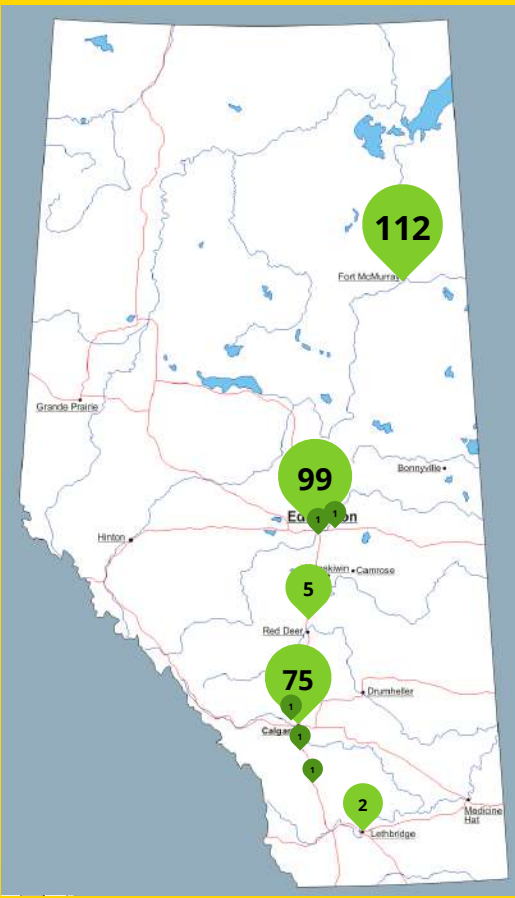 112
Fort McMurray
Grande Prairie
Bonnyville
99
1
1
Hinton
Camrose
5
Red Deer
75
Drumheller
1
1
1
2
Medicine
Hat
Lethbridge